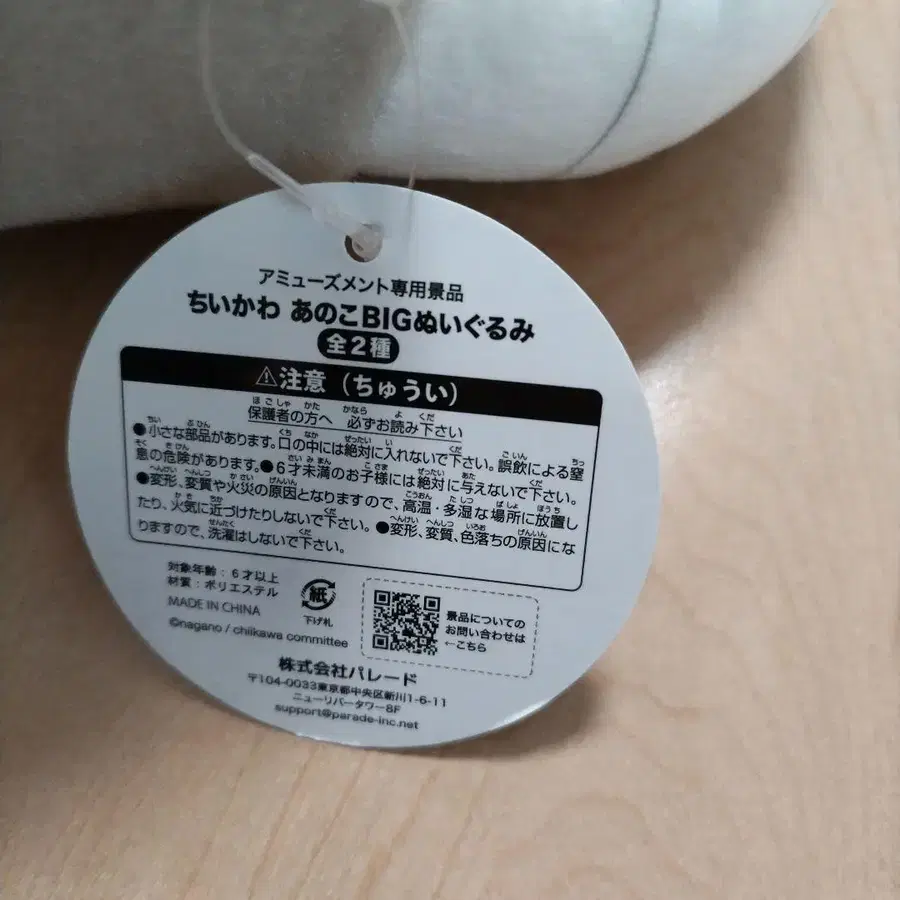 アミューズメント専用景品
ちいかわ あのこBIGぬいぐるみ
全2種
⚠注意（ちゅうい）
保護者の方へ 必ずお読み下さい
●小さな部品があります。口の中には絶対に入れないで下さい。誤飲による窒
息の危険があります。●6才未満のお子様には絶対に与えないで下さい。
●変形、変質や火災の原因となりますので、高温・多湿な場所に放置し
たり、火気に近づけたりしないで下さい。●変形、変質、色落ちの原因にな
りますので、洗濯はしないで下さい。
対象年齢：6才以上
材質：ポリエステル
MADE IN CHINA
©nagano / chiikawa committee
紙
下げ札
景品についての
お問い合わせは
←こちら
株式会社パレード
〒104-0033東京都中央区新川1-6-11
ニューリバータワー8F
support@parade-inc.net